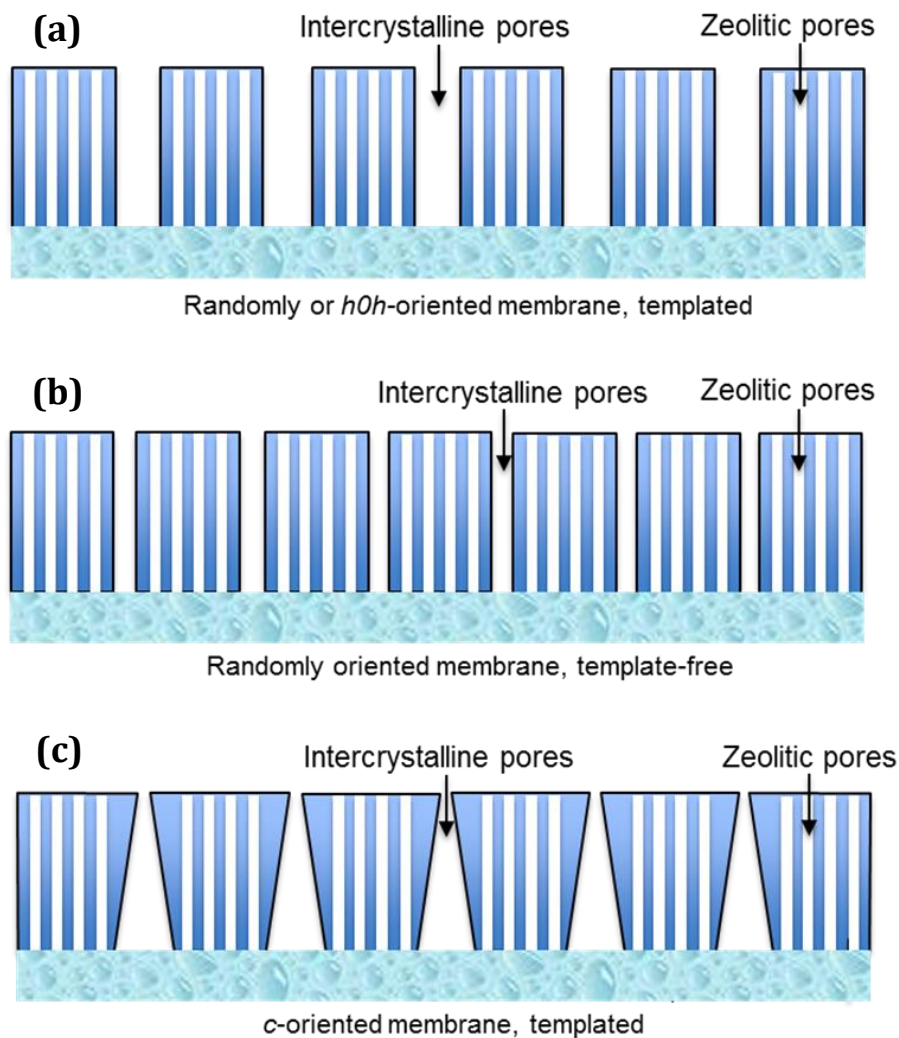 (a)
Intercrystalline pores
Zeolitic pores
Randomly or h0h-oriented membrane, templated
(b)
Intercrystalline pores
Zeolitic pores
Randomly oriented membrane, template-free
(c)
Intercrystalline pores
Zeolitic pores
c-oriented membrane, templated